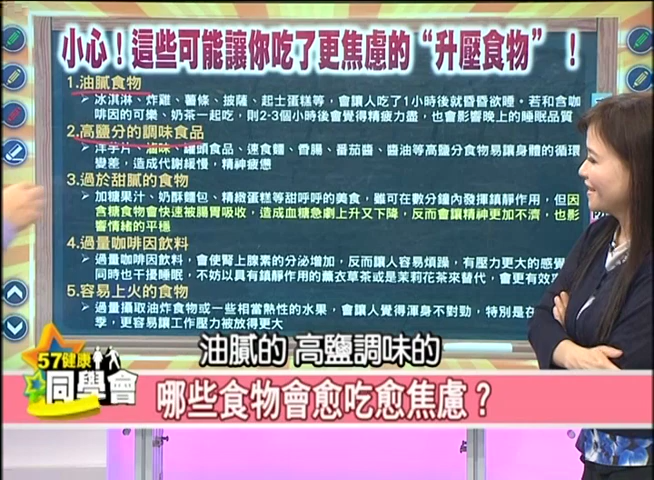 小心！這些可能讓你吃了更焦慮的“升壓食物”！
1.油膩食物
冰淇淋、炸雞、薯條、披薩、起士蛋糕等，會讓人吃了1小時後就昏昏欲睡。若和含咖
啡因的可樂、奶茶一起吃，則2-3個小時後會覺得精疲力盡，也會影響晚上的睡眠品質
2.高鹽分的調味食品
洋芋片、滷味、罐頭食品、速食麵、香腸、番茄醬、醬油等高鹽分食物易讓身體的循環
變差，造成代謝緩慢，精神疲憊
3.過於甜膩的食物
加糖果汁、奶酥麵包、精緻蛋糕等甜呼呼的美食，雖可在數分鐘內發揮鎮靜作用，但因
含糖食物會快速被腸胃吸收，造成血糖急劇上升又下降，反而會讓精神更加不濟，也影
響情緒的平穩
4.過量咖啡因飲料
過量咖啡因飲料，會使腎上腺素的分泌增加，反而讓人容易煩躁，有壓力更大的感覺
同時也干擾睡眠，不妨以具有鎮靜作用的薰衣草茶或是茉莉花茶來替代，會更有效
5.容易上火的食物
過量攝取油炸食物或一些相當熱性的水果，會讓人覺得渾身不對勁，特別是在
季，更容易讓工作壓力被放得更大
油膩的 高鹽調味的
57健康
同學會
哪些食物會愈吃愈焦慮？